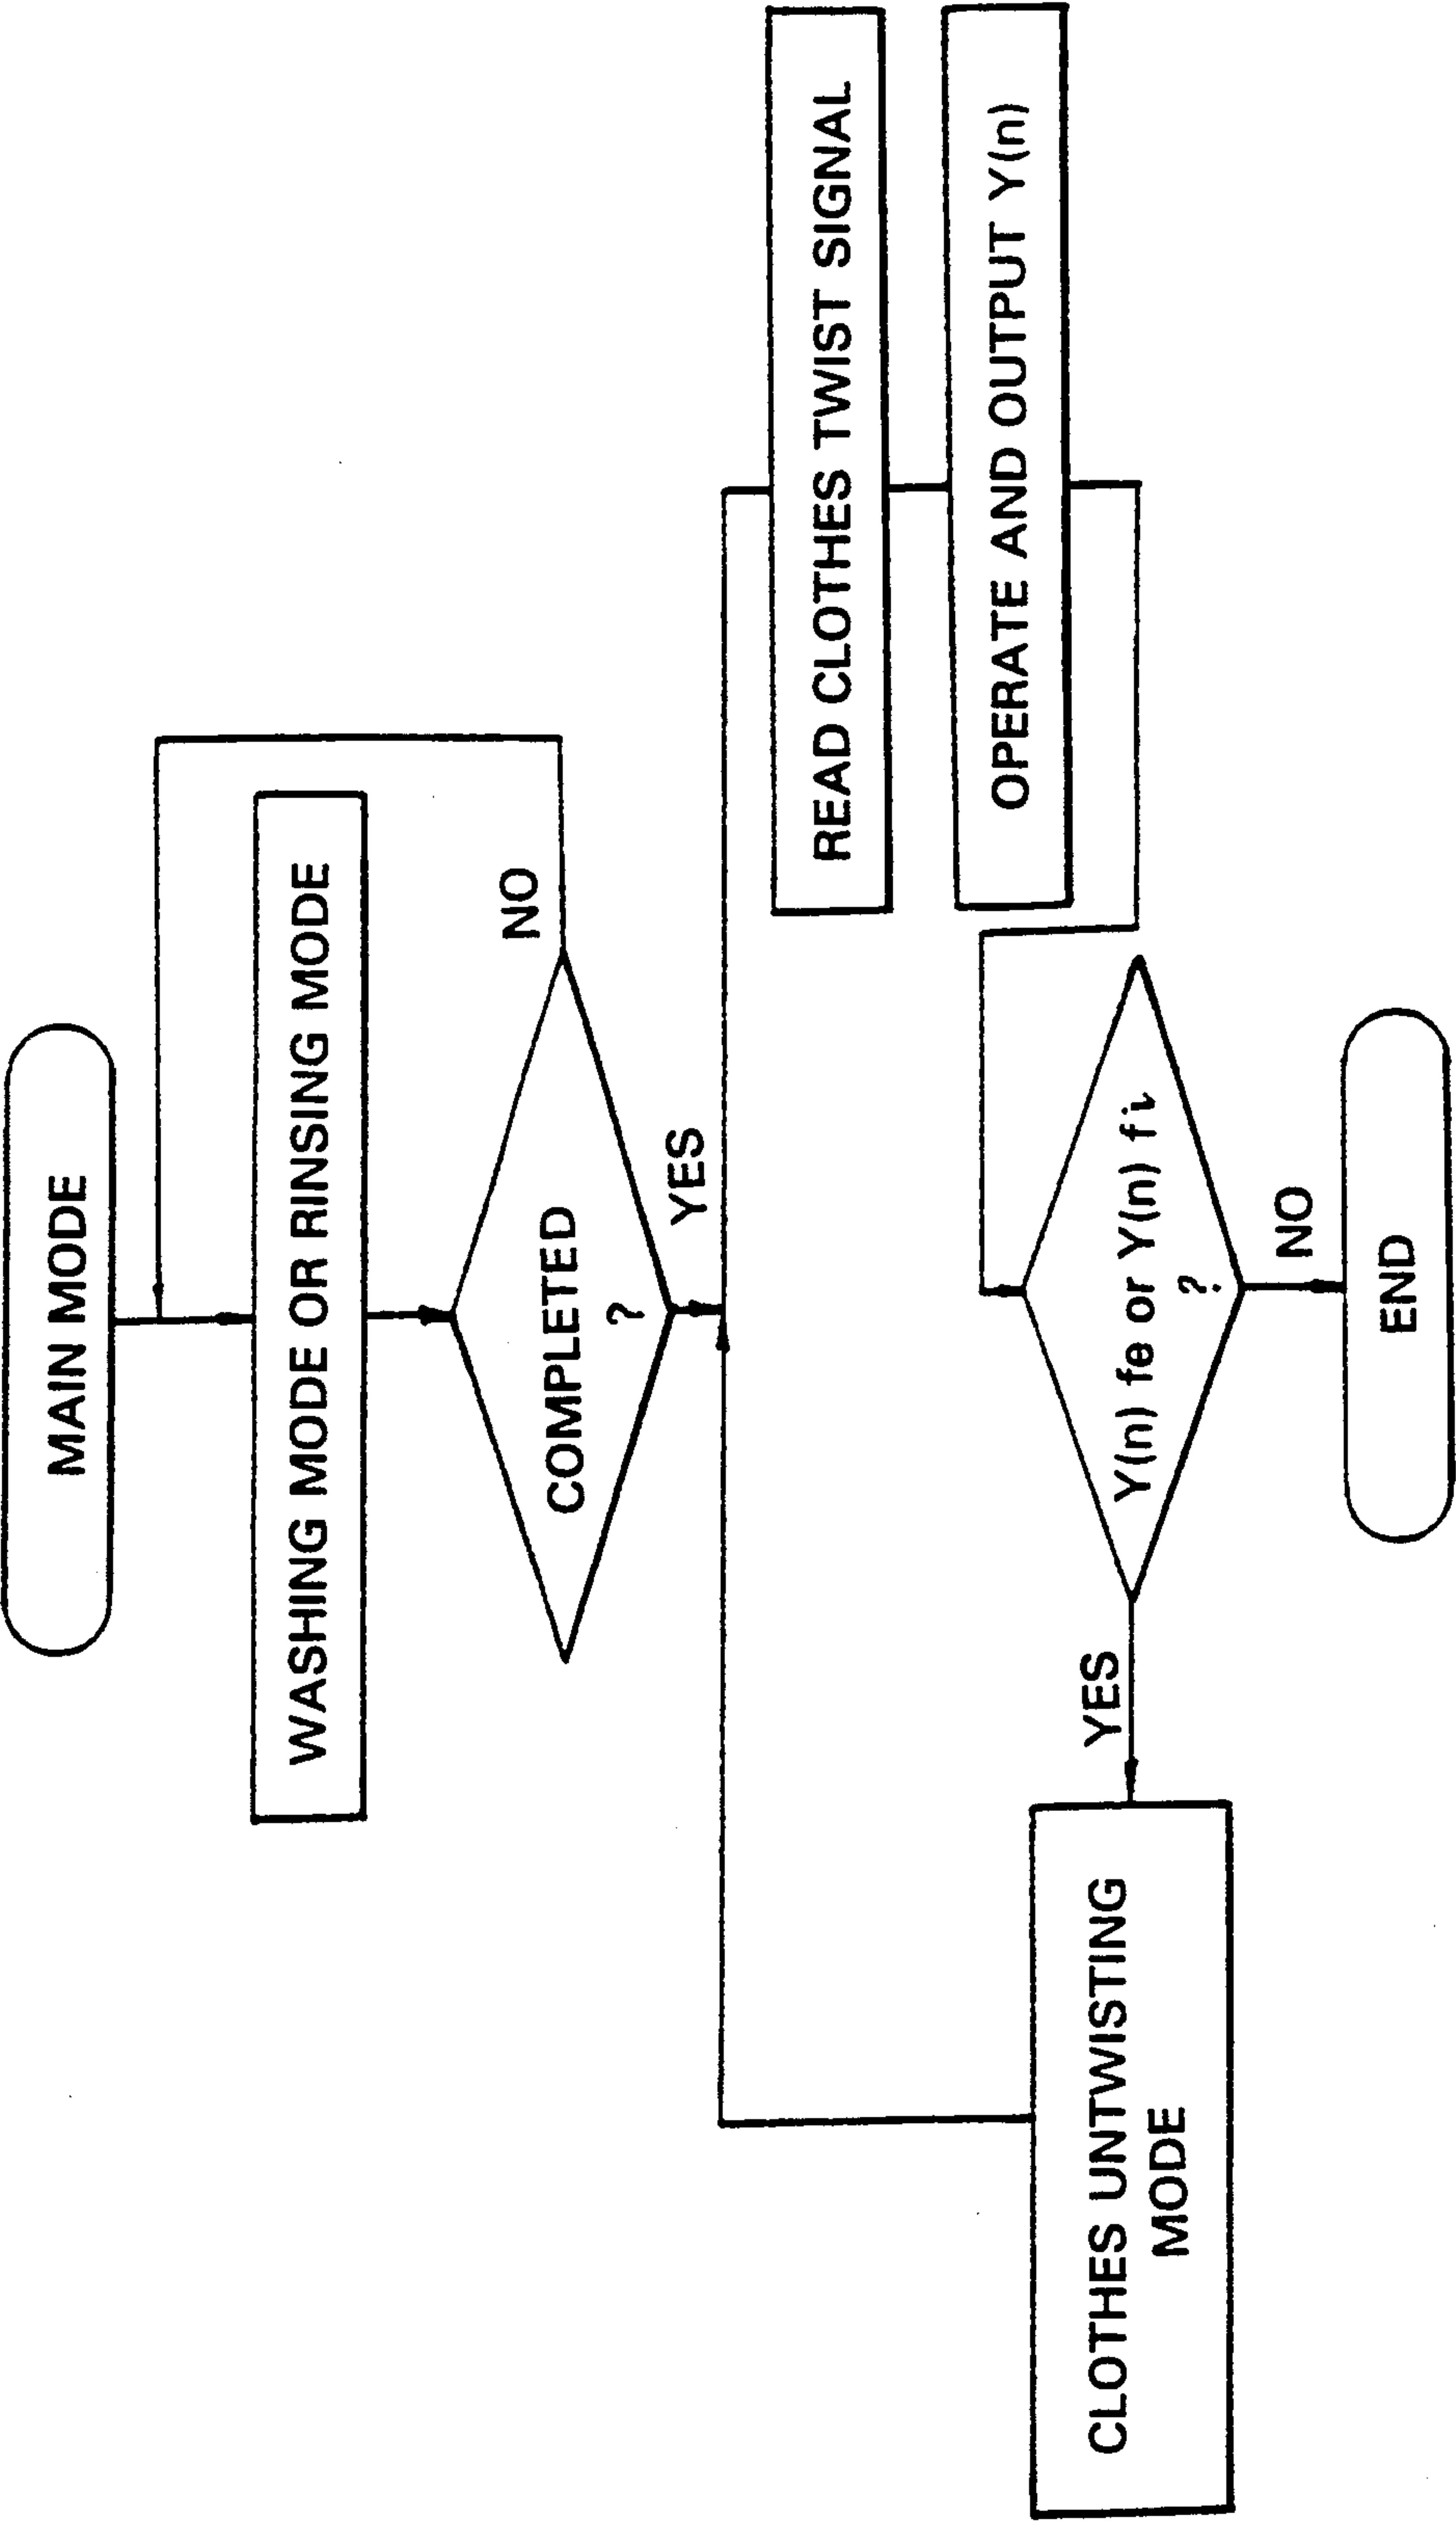 MAIN MODE
WASHING MODE OR RINSING MODE
COMPLETED
?
NO
YES
READ CLOTHES TWIST SIGNAL
OPERATE AND OUTPUT Y(n)
Y(n) fe or Y(n) fi
?
YES
NO
CLOTHES UNTWISTING
MODE
END